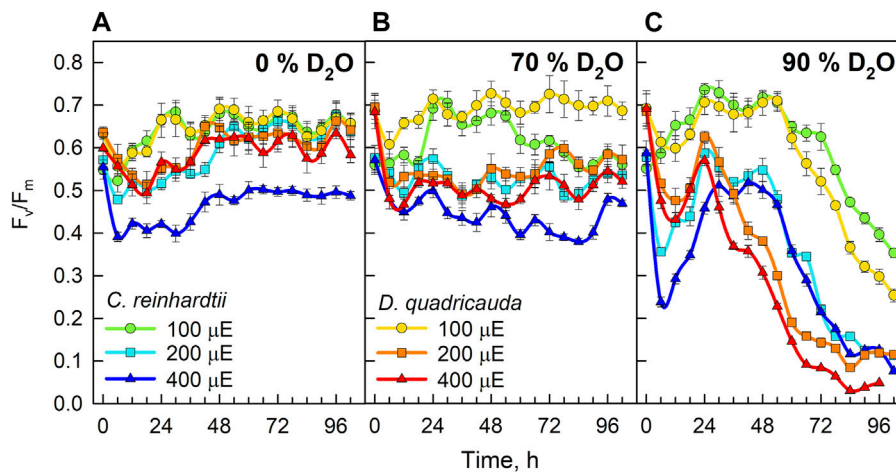 A
B
C
0 % D₂O
70 % D₂O
90 % D₂O
Fᵥ/Fₘ
0.8
0.7
0.6
0.5
0.4
0.3
0.2
0.1
0.0
C. reinhardtii
100 μE
200 μE
400 μE
D. quadricauda
100 μE
200 μE
400 μE
0 24 48 72 96 0 24 48 72 96 0 24 48 72 96
Time, h